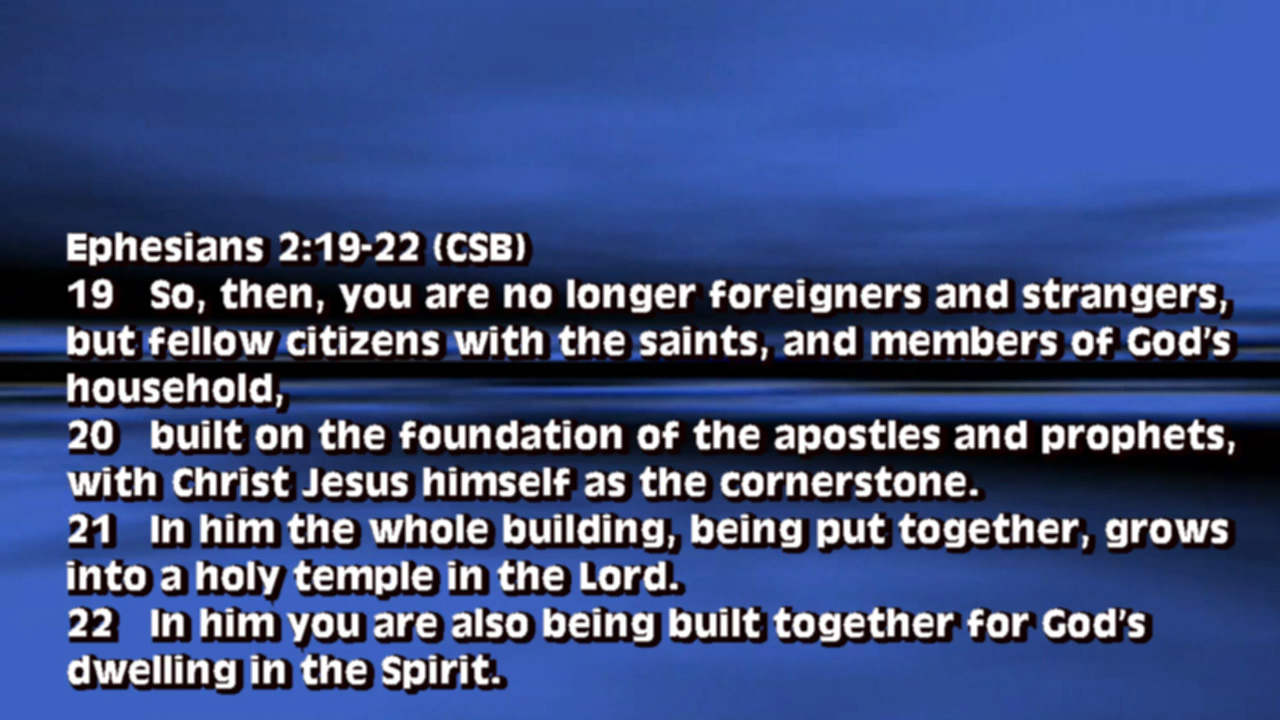 Ephesians 2:19-22 (CSB)
19 So, then, you are no longer foreigners and strangers,
but fellow citizens with the saints, and members of God’s
household,
20 built on the foundation of the apostles and prophets,
with Christ Jesus himself as the cornerstone.
21 In him the whole building, being put together, grows
into a holy temple in the Lord.
22 In him you are also being built together for God’s
dwelling in the Spirit.